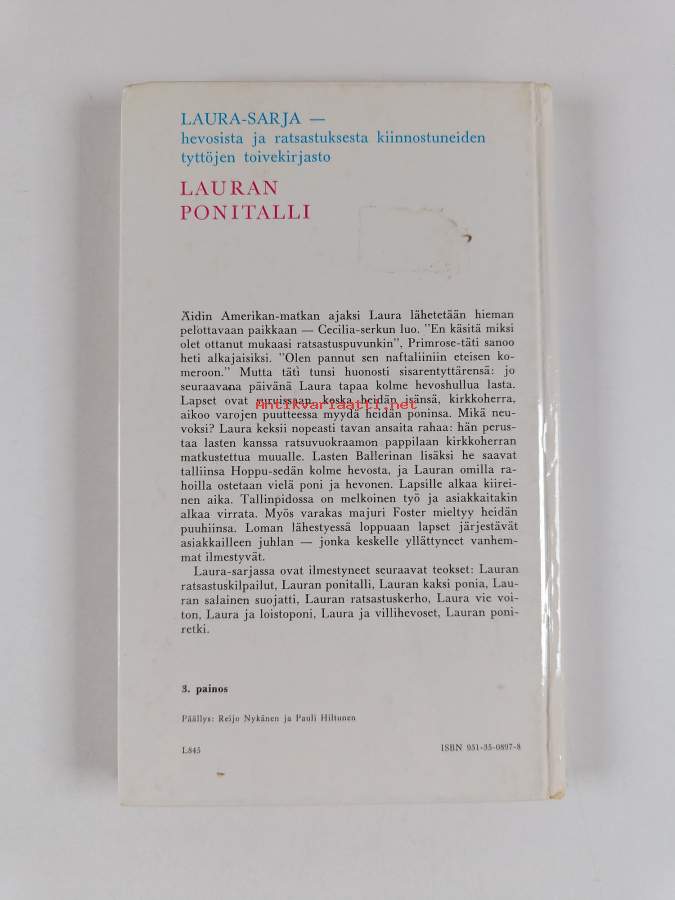 LAURA-SARJA —
hevosista ja ratsastuksesta kiinnostuneiden
tyttöjen toivekirjasto
LAURAN
PONITALLI
Äidin Amerikan-matkan ajaksi Laura lähetetään hieman
pelottavaan paikkaan — Cecilia-serkun luo. "En käsitä miksi
olet ottanut mukaasi ratsastuspuvunkin", Primrose-täti sanoo
heti alkajaisiksi. "Olen pannut sen naftaliiniin eteisen ko-
meroon." Mutta täti tunsi huonosti sisarentyttärensä: jo
seuraavana päivänä Laura tapaa kolme hevoshullua lasta.
Lapset ovat suruissaan, koska heidän isänsä, kirkkoherra,
Antikvariaatti.net
aikoo varojen puutteessa myydä heidän poninsa. Mikä neu-
voksi? Laura keksii nopeasti tavan ansaita rahaa: hän perus-
taa lasten kanssa ratsuvuokraamon pappilaan kirkkoherran
matkustettua muualle. Lasten Ballerinan lisäksi he saavat
talliinsa Hoppu-sedän kolme hevosta, ja Lauran omilla ra-
hoilla ostetaan vielä poni ja hevonen. Lapsille alkaa kiirei-
nen aika. Tallinpidossa on melkoinen työ ja asiakkaitakin
alkaa virrata. Myös varakas majuri Foster mieltyy heidän
puuhiinsa. Loman lähestyessä loppuaan lapset järjestävät
asiakkailleen juhlan — jonka keskelle yllättyneet vanhem-
mat ilmestyvät.
Laura-sarjassa ovat ilmestyneet seuraavat teokset: Lauran
ratsastuskilpailut, Lauran ponitalli, Lauran kaksi ponia, Lau-
ran salainen suojatti, Lauran ratsastuskerho, Laura vie voi-
ton, Laura ja loistoponi, Laura ja villihevoset, Lauran poni-
retki.
3. painos
Päällys: Reijo Nykänen ja Pauli Hiltunen
L845
ISBN 951-35-0897-8